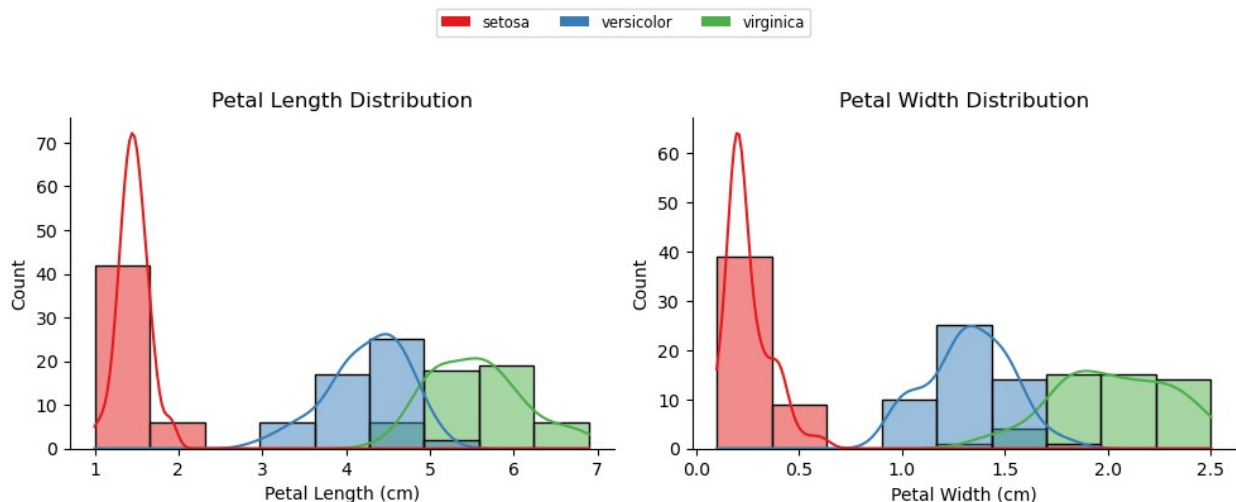 setosa versicolor virginica
Petal Length Distribution
Count
70
60
50
40
30
20
10
0
1 2 3 4 5 6 7
Petal Length (cm)
Petal Width Distribution
Count
60
50
40
30
20
10
0
0.0 0.5 1.0 1.5 2.0 2.5
Petal Width (cm)